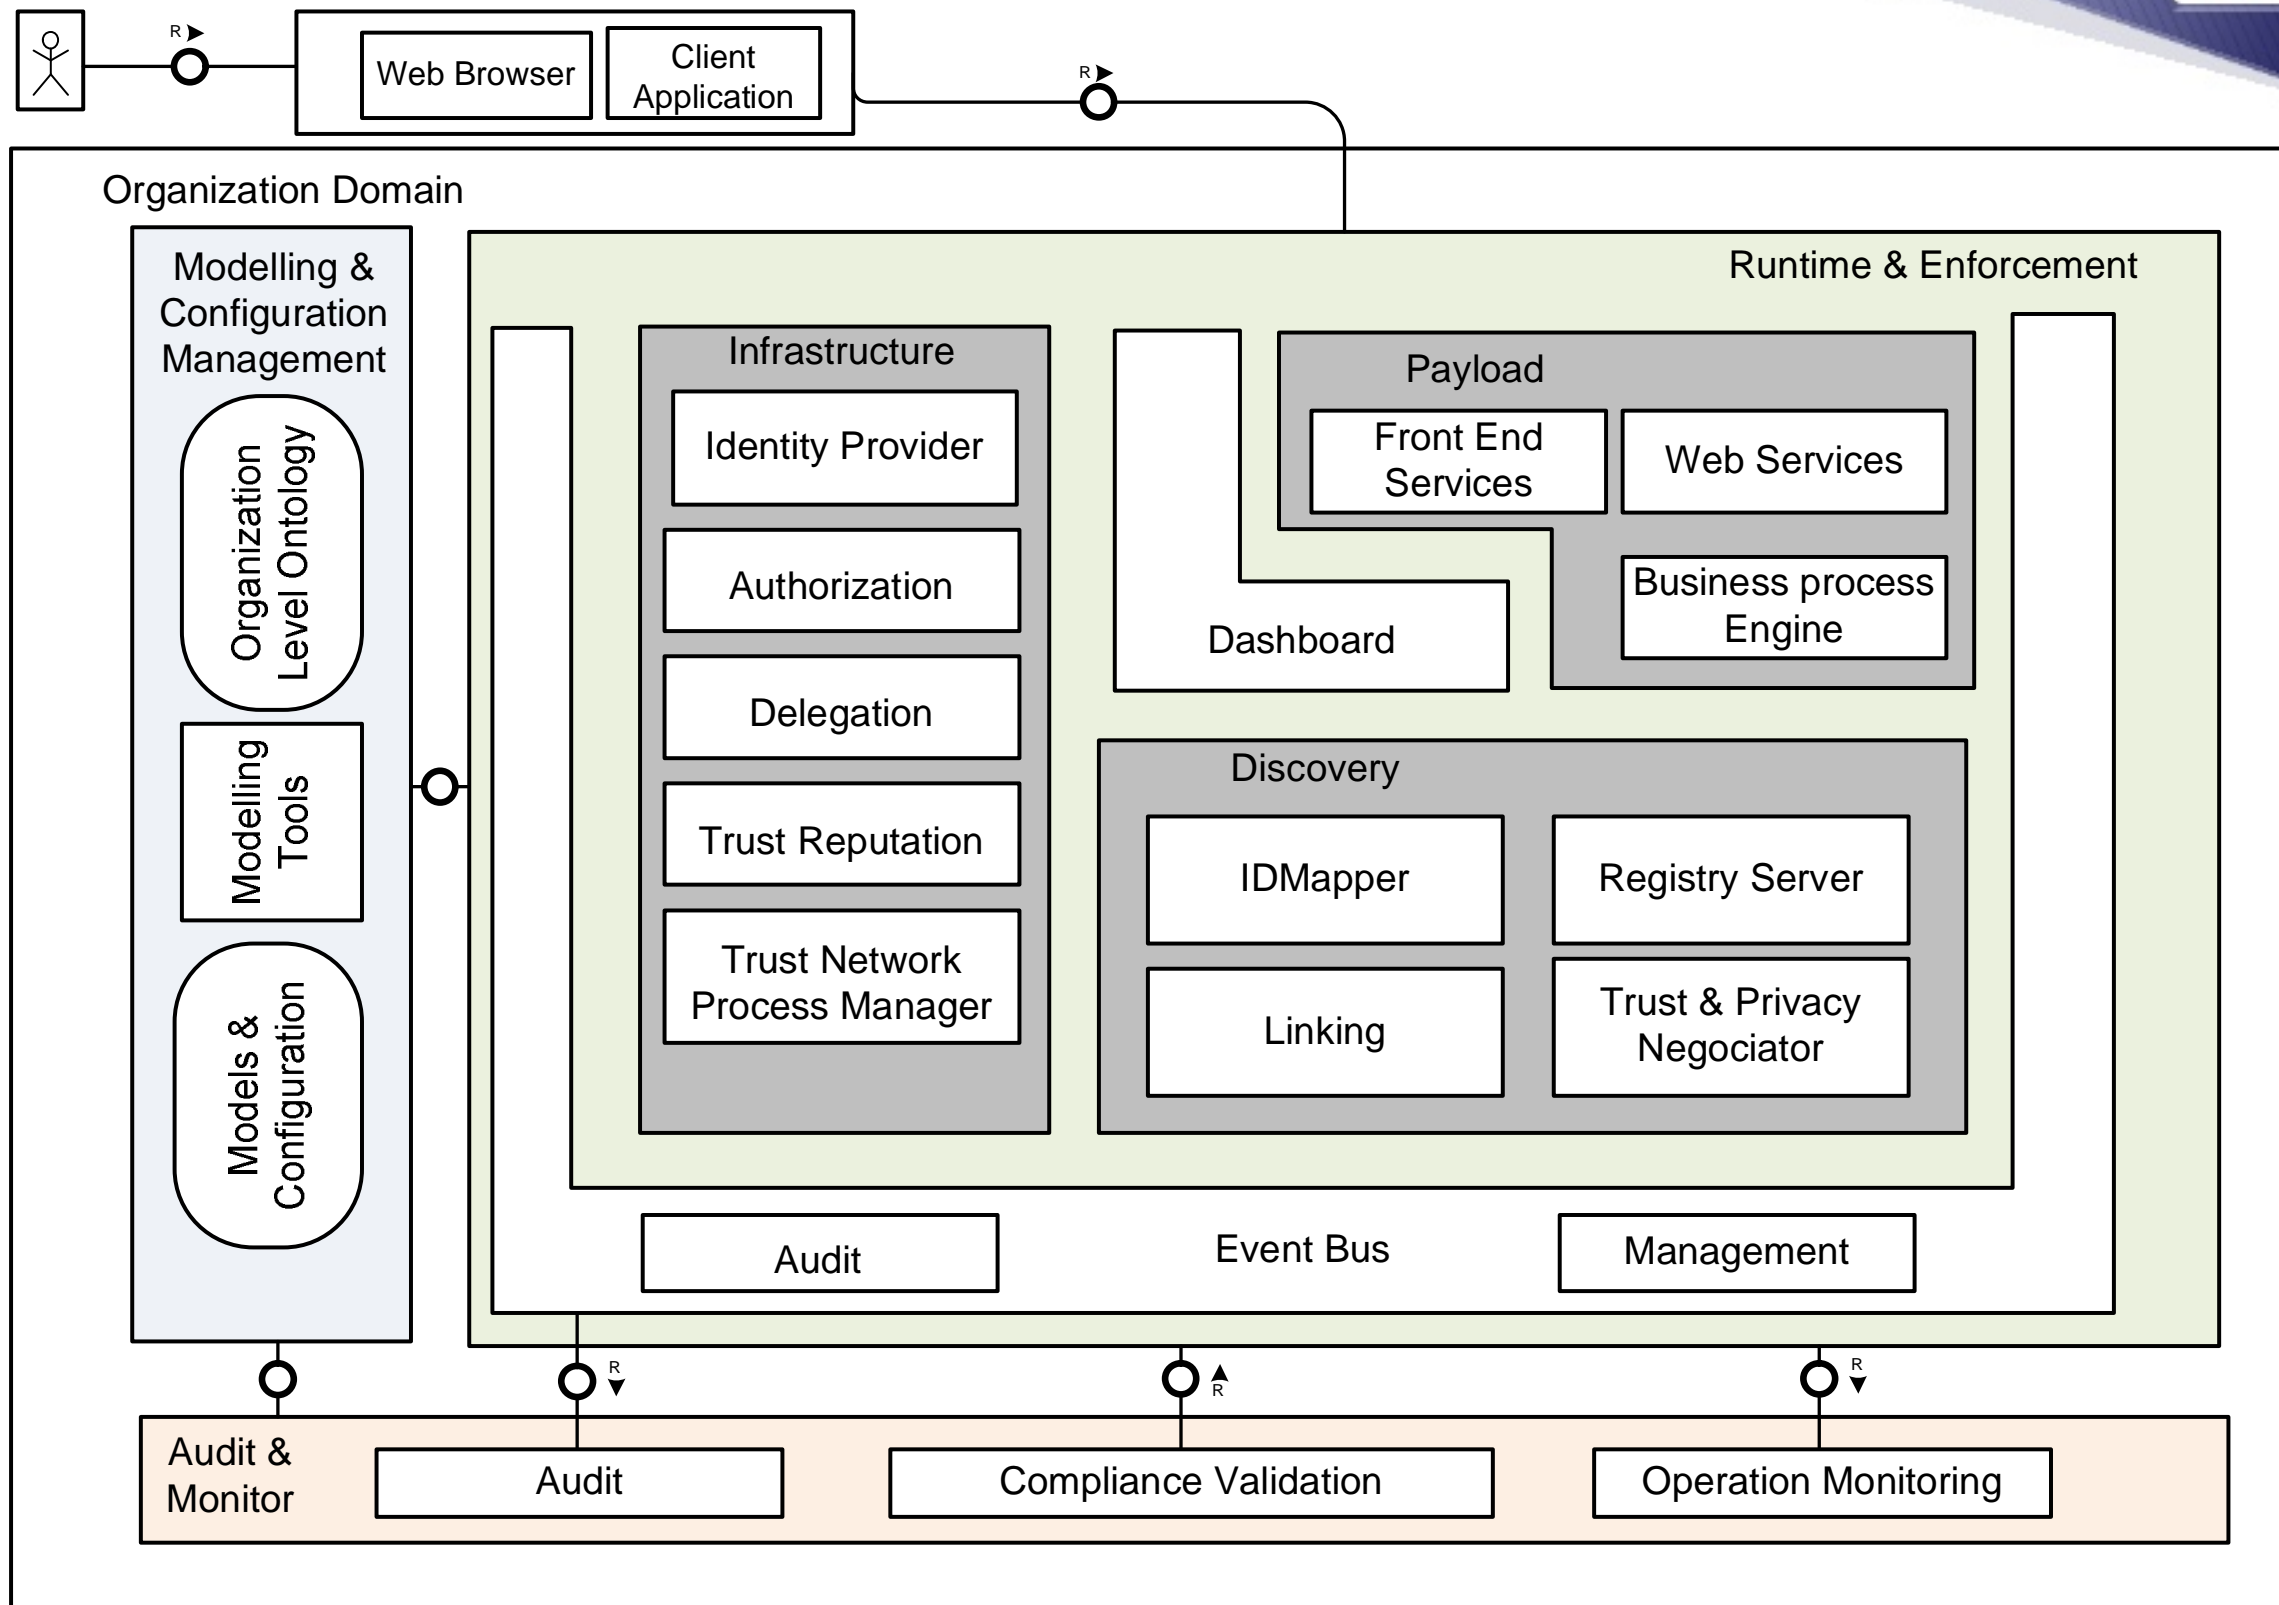 R
Web Browser
Client
Application
R
Organization Domain
Modelling &
Configuration
Management
Organization
Level Ontology
Modelling
Tools
Models &
Configuration
Runtime & Enforcement
Infrastructure
Identity Provider
Authorization
Delegation
Trust Reputation
Trust Network
Process Manager
Dashboard
Payload
Front End
Services
Web Services
Business process
Engine
Discovery
IDMapper
Registry Server
Linking
Trust & Privacy
Negociator
Audit
Event Bus
Management
R
R
R
Audit &
Monitor
Audit
Compliance Validation
Operation Monitoring